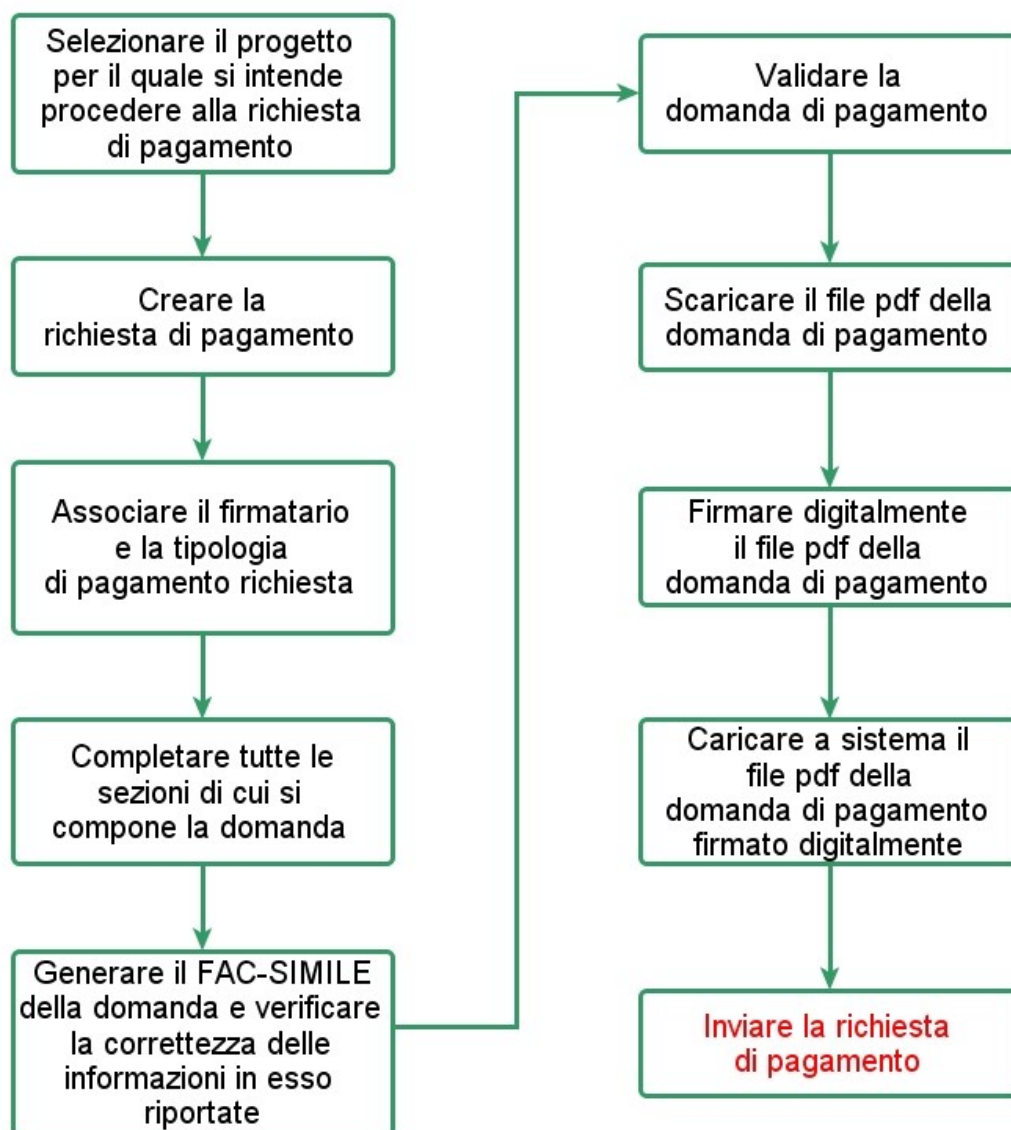 Selezionare il progetto
per il quale si intende
procedere alla richiesta
di pagamento
Creare la
richiesta di pagamento
Associare il firmatario
e la tipologia
di pagamento richiesta
Completare tutte le
sezioni di cui si
compone la domanda
Generare il FAC-SIMILE
della domanda e verificare
la correttezza delle
informazioni in esso
riportate
Validare la
domanda di pagamento
Scaricare il file pdf della
domanda di pagamento
Firmare digitalmente
il file pdf della
domanda di pagamento
Caricare a sistema il
file pdf della
domanda di pagamento
firmato digitalmente
Inviare la richiesta
di pagamento